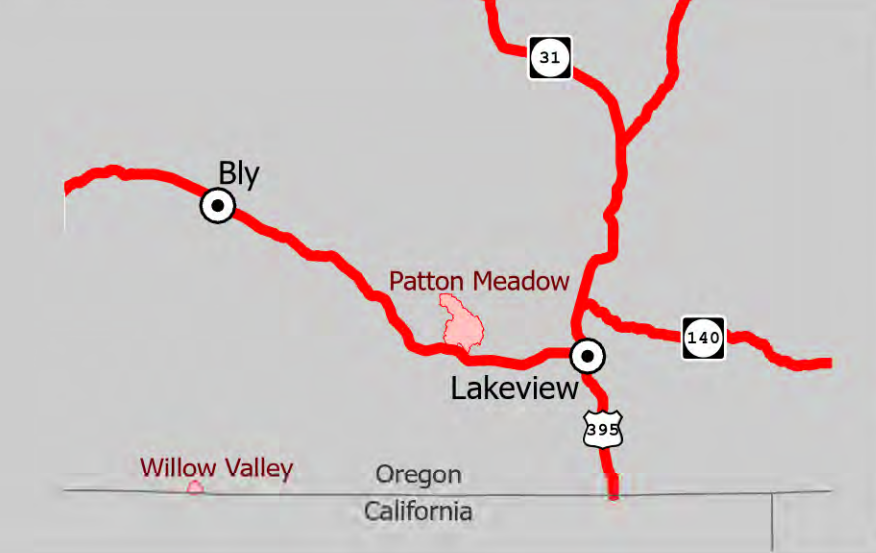 31
Bly
Patton Meadow
140
Lakeview
395
Willow Valley
Oregon
California